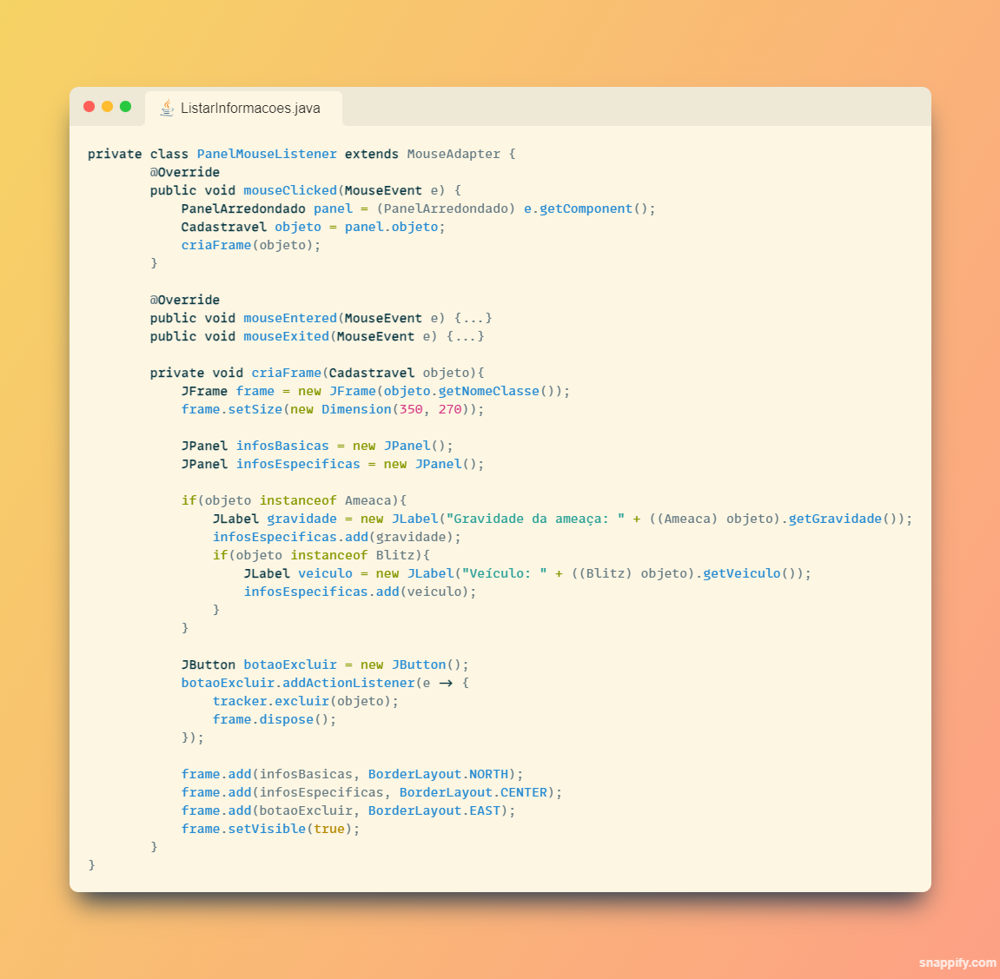 ListarInformacoes.java
private class PanelMouseListener extends MouseAdapter {
        @Override
        public void mouseClicked(MouseEvent e) {
            PanelArredondado panel = (PanelArredondado) e.getComponent();
            Cadastravel objeto = panel.objeto;
            criaFrame(objeto);
        }

        @Override
        public void mouseEntered(MouseEvent e) {...}
        public void mouseExited(MouseEvent e) {...}

        private void criaFrame(Cadastravel objeto){
            JFrame frame = new JFrame(objeto.getNomeClasse());
            frame.setSize(new Dimension(350, 270));

            JPanel infosBasicas = new JPanel();
            JPanel infosEspecificas = new JPanel();

            if(objeto instanceof Ameaca){
                JLabel gravidade = new JLabel("Gravidade da ameaça: " + ((Ameaca) objeto).getGravidade());
                infosEspecificas.add(gravidade);
                if(objeto instanceof Blitz){
                    JLabel veiculo = new JLabel("Veículo: " + ((Blitz) objeto).getVeiculo());
                    infosEspecificas.add(veiculo);
                }
            }

            JButton botaoExcluir = new JButton();
            botaoExcluir.addActionListener(e → {
                tracker.excluir(objeto);
                frame.dispose();
            });

            frame.add(infosBasicas, BorderLayout.NORTH);
            frame.add(infosEspecificas, BorderLayout.CENTER);
            frame.add(botaoExcluir, BorderLayout.EAST);
            frame.setVisible(true);
        }
}
snappify.com